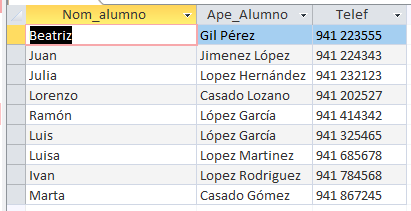 Nom_alumno Ape_Alumno Telef
Beatriz Gil Pérez 941 223555
Juan Jimenez López 941 224343
Julia Lopez Hernández 941 232123
Lorenzo Casado Lozano 941 202527
Ramón López García 941 414342
Luis López García 941 325465
Luisa Lopez Martinez 941 685678
Ivan Lopez Rodriguez 941 784568
Marta Casado Gómez 941 867245